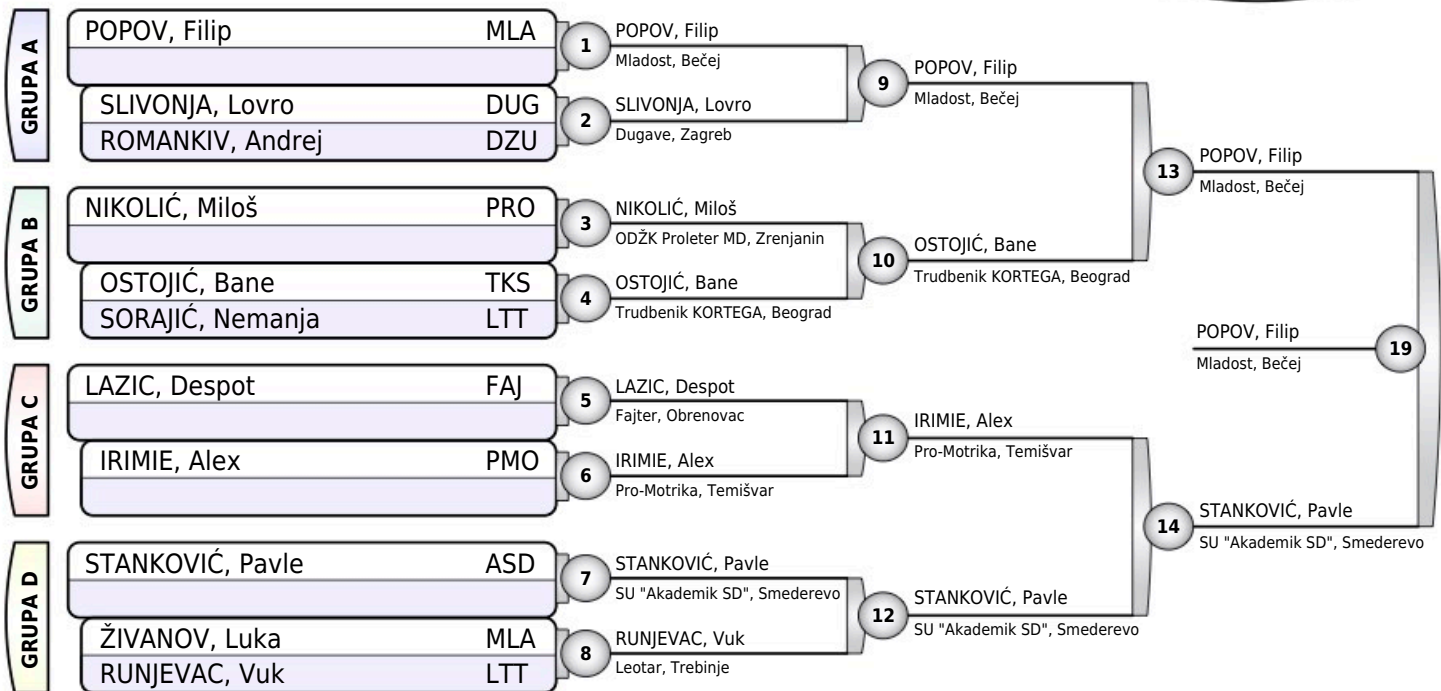 GRUPA A
POPOV, Filip MLA
SLIVONJA, Lovro DUG
ROMANKIV, Andrej DZU
GRUPA B
NIKOLIĆ, Miloš PRO
OSTOJIĆ, Bane TKS
SORAJIĆ, Nemanja LTT
GRUPA C
LAZIC, Despot FAJ
IRIMIE, Alex PMO
GRUPA D
STANKOVIĆ, Pavle ASD
ŽIVANOV, Luka MLA
RUNJEVAC, Vuk LTT
1
POPOV, Filip
Mladost, Bečej
2
SLIVONJA, Lovro
Dugave, Zagreb
3
NIKOLIĆ, Miloš
ODŽK Proleter MD, Zrenjanin
4
OSTOJIĆ, Bane
Trudbenik KORTEGA, Beograd
5
LAZIC, Despot
Fajter, Obrenovac
6
IRIMIE, Alex
Pro-Motrika, Temišvar
7
STANKOVIĆ, Pavle
SU "Akademik SD", Smederevo
8
RUNJEVAC, Vuk
Leotar, Trebinje
9
POPOV, Filip
Mladost, Bečej
10
OSTOJIĆ, Bane
Trudbenik KORTEGA, Beograd
11
IRIMIE, Alex
Pro-Motrika, Temišvar
12
STANKOVIĆ, Pavle
SU "Akademik SD", Smederevo
13
POPOV, Filip
Mladost, Bečej
14
STANKOVIĆ, Pavle
SU "Akademik SD", Smederevo
POPOV, Filip
Mladost, Bečej
19